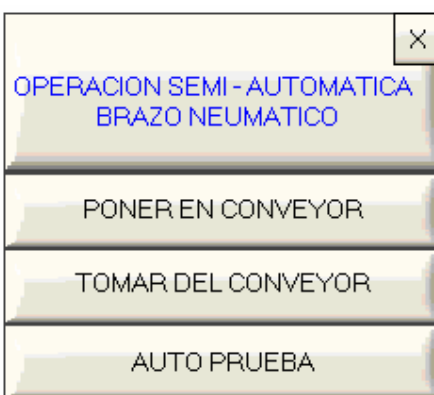 X
OPERACION SEMI - AUTOMATICA
BRAZO NEUMATICO
PONER EN CONVEYOR
TOMAR DEL CONVEYOR
AUTO PRUEBA